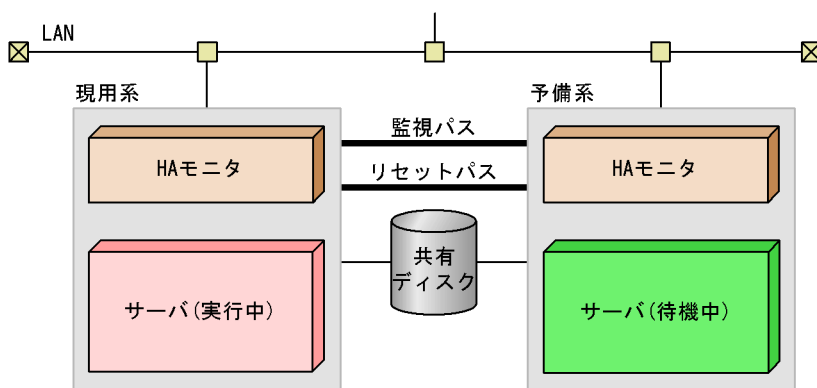 LAN
現用系
予備系
監視パス
HAモニタ
HAモニタ
リセットパス
共有
ディスク
サーバ(実行中)
サーバ(待機中)